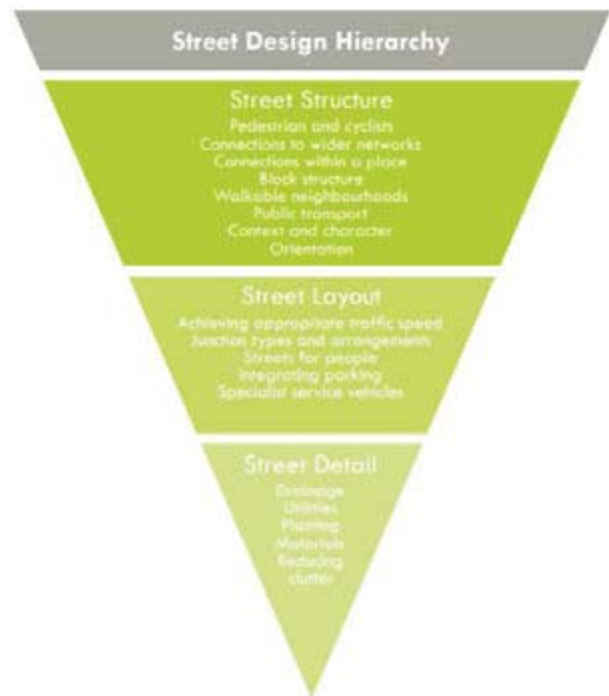 Street Design Hierarchy
Street Structure
Pedestrian and cyclists
Connections to wider networks
Connections within a place
Block structure
Walkable neighbourhoods
Public transport
Context and character
Orientation
Street Layout
Achieving appropriate traffic speed
Junction types and arrangements
Streets for people
Integrating parking
Specialist service vehicles
Street Detail
Drainage
Utilities
Planting
Materials
Reducing
clutter